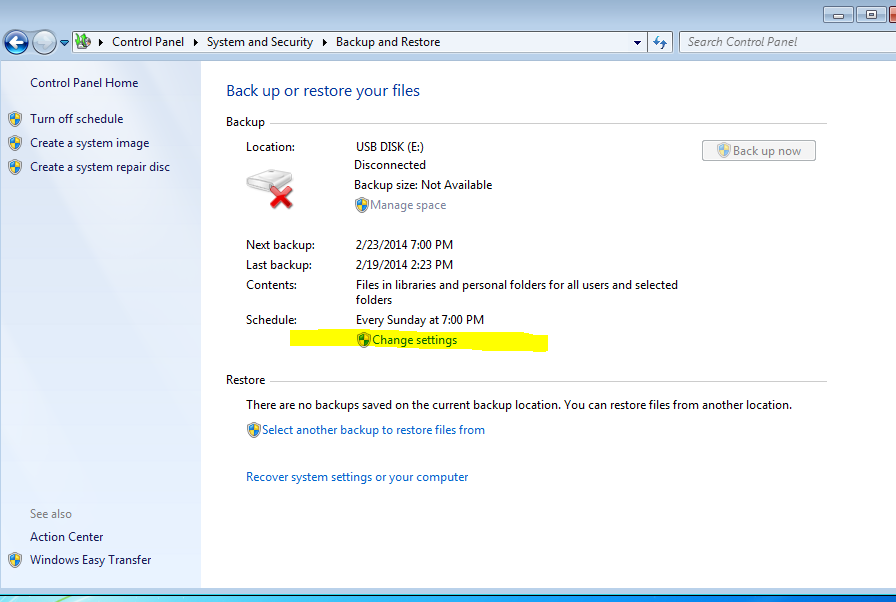 Control Panel
System and Security
Backup and Restore
Search Control Panel
Control Panel Home
Turn off schedule
Create a system image
Create a system repair disc
See also
Action Center
Windows Easy Transfer
Back up or restore your files
Backup
Location:
USB DISK (E:)
Back up now
Disconnected
Backup size: Not Available
Manage space
Next backup:
2/23/2014 7:00 PM
Last backup:
2/19/2014 2:23 PM
Contents:
Files in libraries and personal folders for all users and selected
folders
Schedule:
Every Sunday at 7:00 PM
Change settings
Restore
There are no backups saved on the current backup location. You can restore files from another location.
Select another backup to restore files from
Recover system settings or your computer